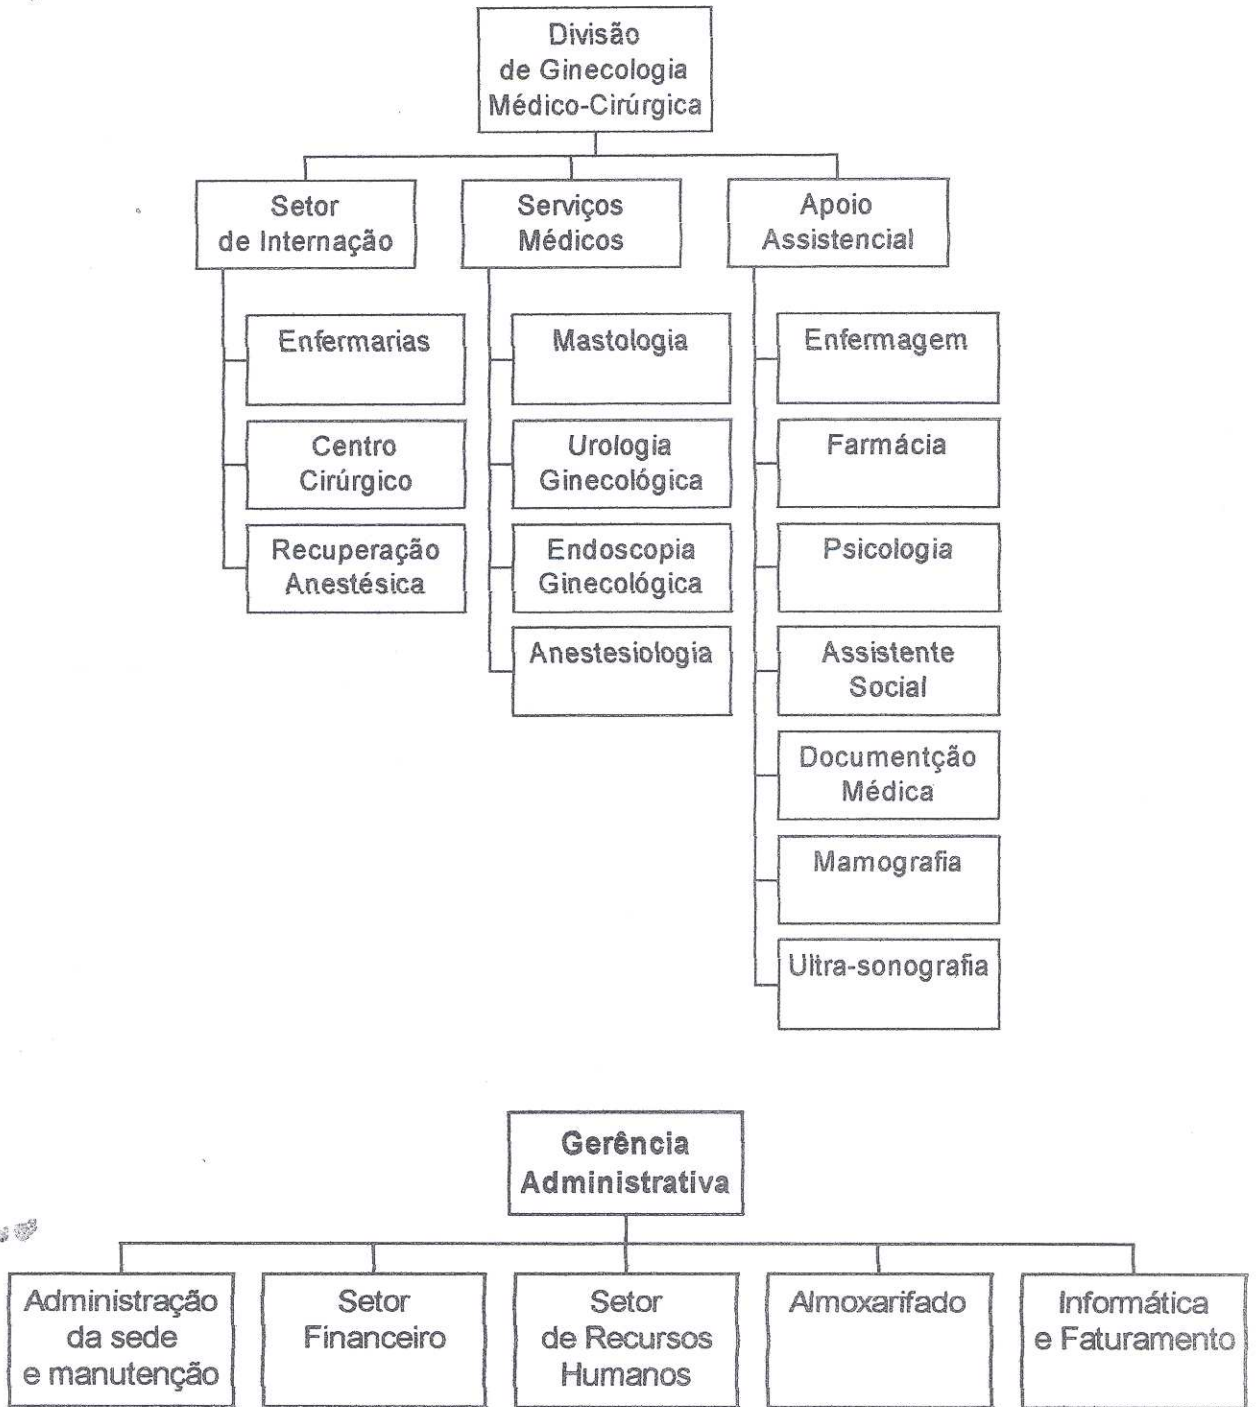 Divisão
de Ginecologia
Médico-Cirúrgica
Setor
de Internação
Serviços
Médicos
Apoio
Assistencial
Enfermarias
Centro
Cirúrgico
Recuperação
Anestésica
Mastologia
Urologia
Ginecológica
Endoscopia
Ginecológica
Anestesiologia
Enfermagem
Farmácia
Psicologia
Assistente
Social
Documentção
Médica
Mamografia
Ultra-sonografia
Gerência
Administrativa
Administração
da sede
e manutenção
Setor
Financeiro
Setor
de Recursos
Humanos
Almoxarifado
Informática
e Faturamento